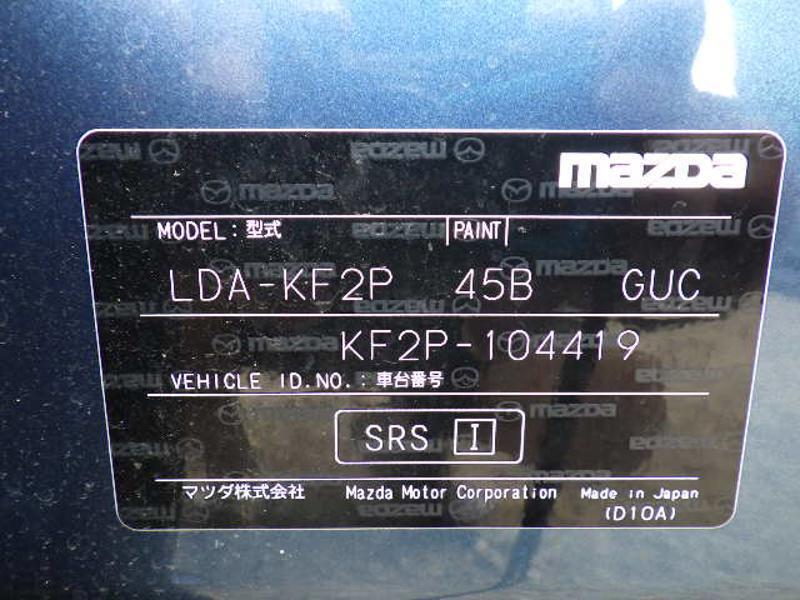 mazda
MODEL：型式 PAINT
LDA-KF2P 45B GUC
KF2P-104419
VEHICLE ID.NO.：車台番号
SRS I
マツダ株式会社 Mazda Motor Corporation Made in Japan
(D10A)